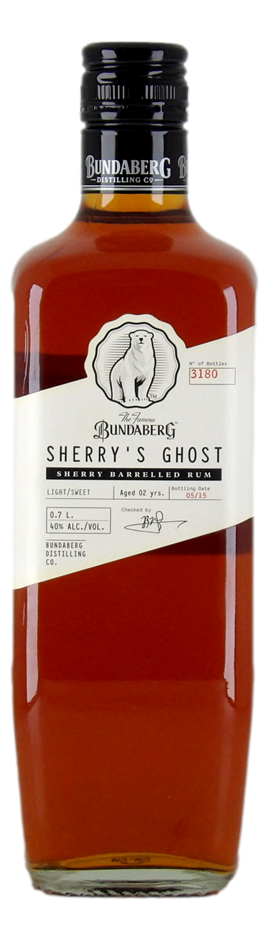 BUNDABERG
DISTILLING Co
N° of Bottles
3180
TM
The Famous
BUNDABERG
SHERRY'S GHOST
SHERRY BARRELLED RUM
LIGHT/SWEET
Aged 02 yrs.
Bottling Date
05/15
0.7 L.
40% ALC./VOL.
Checked by
BUNDABERG
DISTILLING
CO.